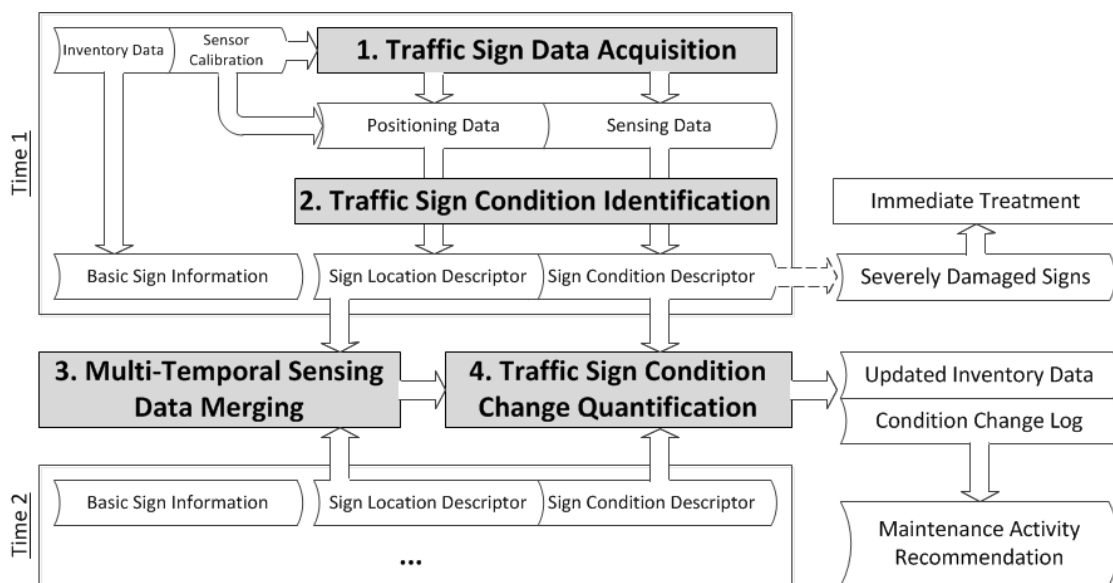 Time 1
Inventory Data
Sensor
Calibration
1. Traffic Sign Data Acquisition
Positioning Data
Sensing Data
2. Traffic Sign Condition Identification
Immediate Treatment
Basic Sign Information
Sign Location Descriptor
Sign Condition Descriptor
Severely Damaged Signs
3. Multi-Temporal Sensing
Data Merging
4. Traffic Sign Condition
Change Quantification
Updated Inventory Data
Condition Change Log
Time 2
Basic Sign Information
Sign Location Descriptor
Sign Condition Descriptor
...
Maintenance Activity
Recommendation